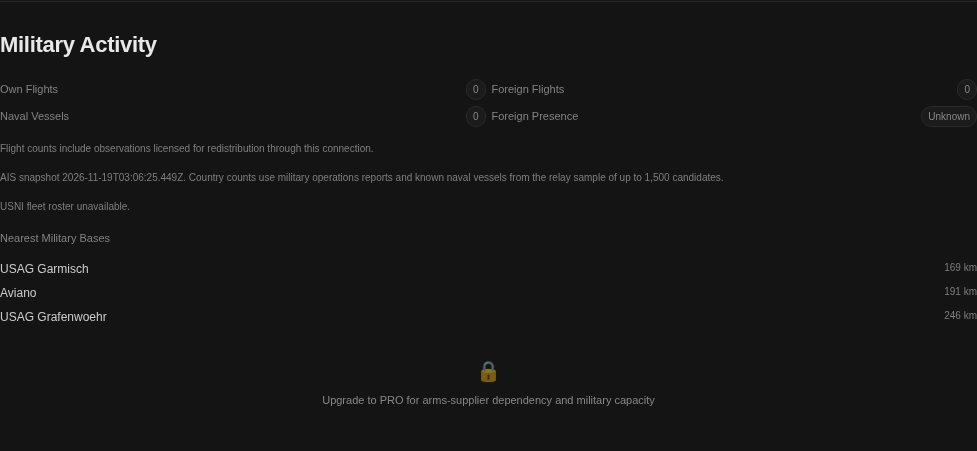 Military Activity
Own Flights 0 Foreign Flights 0
Naval Vessels 0 Foreign Presence Unknown
Flight counts include observations licensed for redistribution through this connection.
AIS snapshot 2026-11-19T03:06:25.449Z. Country counts use military operations reports and known naval vessels from the relay sample of up to 1,500 candidates.
USNI fleet roster unavailable.
Nearest Military Bases
USAG Garmisch 169 km
Aviano 191 km
USAG Grafenwoehr 246 km
Upgrade to PRO for arms-supplier dependency and military capacity